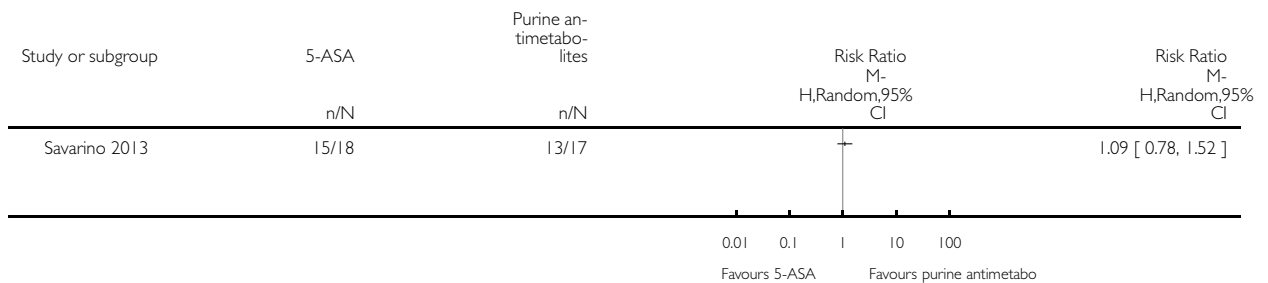 Purine an-
timetabo-
Study or subgroup 5-ASA lites Risk Ratio Risk Ratio
M- M-
H,Random,95% H,Random,95%
n/N n/N CI CI
Savarino 2013 15/18 13/17 1.09 [ 0.78, 1.52 ]
0.01 0.1 1 10 100
Favours 5-ASA Favours purine antimetabo